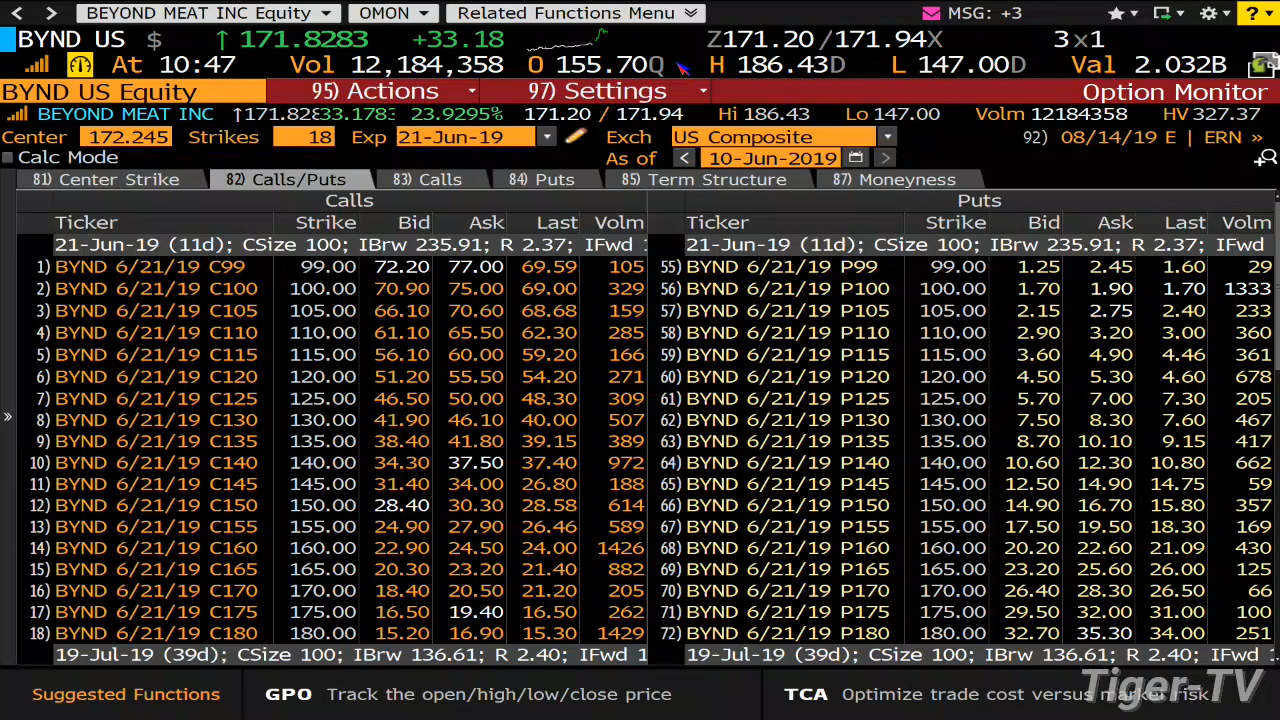 < > BEYOND MEAT INC Equity OMON Related Functions Menu MSG: +3 ?
BYND US $ ↑ 171.8283 +33.18 Z171.20 /171.94X 3x1
At 10:47 Vol 12,184,358 O 155.70Q H 186.43D L 147.00D Val 2.032B
BYND US Equity 95) Actions 97) Settings Option Monitor
BEYOND MEAT INC ↑171.828 33.1783 23.9295% 171.20 / 171.94 Hi 186.43 Lo 147.00 Volm 12184358 HV 327.37
Center 172.245 Strikes 18 Exp 21-Jun-19 Exch US Composite 92) 08/14/19 E | ERN »
Calc Mode As of < 10-Jun-2019 >
81) Center Strike 82) Calls/Puts 83) Calls 84) Puts 85) Term Structure 87) Moneyness
Calls Puts
Ticker Strike Bid Ask Last Volm Ticker Strike Bid Ask Last Volm
21-Jun-19 (11d); CSize 100; IBrw 235.91; R 2.37; IFwd 1 21-Jun-19 (11d); CSize 100; IBrw 235.91; R 2.37; IFwd
1) BYND 6/21/19 C99 99.00 72.20 77.00 69.59 105 55) BYND 6/21/19 P99 99.00 1.25 2.45 1.60 29
2) BYND 6/21/19 C100 100.00 70.90 75.00 69.00 329 56) BYND 6/21/19 P100 100.00 1.70 1.90 1.70 1333
3) BYND 6/21/19 C105 105.00 66.10 70.60 68.68 159 57) BYND 6/21/19 P105 105.00 2.15 2.75 2.40 233
4) BYND 6/21/19 C110 110.00 61.10 65.50 62.30 285 58) BYND 6/21/19 P110 110.00 2.90 3.20 3.00 360
5) BYND 6/21/19 C115 115.00 56.10 60.00 59.20 166 59) BYND 6/21/19 P115 115.00 3.60 4.90 4.46 361
6) BYND 6/21/19 C120 120.00 51.20 55.50 54.20 271 60) BYND 6/21/19 P120 120.00 4.50 5.30 4.60 678
7) BYND 6/21/19 C125 125.00 46.50 50.00 48.30 309 61) BYND 6/21/19 P125 125.00 5.70 7.00 7.30 205
8) BYND 6/21/19 C130 130.00 41.90 46.10 40.00 507 62) BYND 6/21/19 P130 130.00 7.50 8.30 7.60 467
9) BYND 6/21/19 C135 135.00 38.40 41.80 39.15 389 63) BYND 6/21/19 P135 135.00 8.70 10.10 9.15 417
10) BYND 6/21/19 C140 140.00 34.30 37.50 37.40 972 64) BYND 6/21/19 P140 140.00 10.60 12.30 10.80 662
11) BYND 6/21/19 C145 145.00 31.40 34.00 26.80 188 65) BYND 6/21/19 P145 145.00 12.50 14.90 14.75 59
12) BYND 6/21/19 C150 150.00 28.40 30.30 28.58 614 66) BYND 6/21/19 P150 150.00 14.90 16.70 15.80 357
13) BYND 6/21/19 C155 155.00 24.90 27.90 26.46 589 67) BYND 6/21/19 P155 155.00 17.50 19.50 18.30 169
14) BYND 6/21/19 C160 160.00 22.90 24.50 24.00 1426 68) BYND 6/21/19 P160 160.00 20.20 22.60 21.09 430
15) BYND 6/21/19 C165 165.00 20.30 23.20 21.40 882 69) BYND 6/21/19 P165 165.00 23.20 25.60 26.00 125
16) BYND 6/21/19 C170 170.00 18.40 20.50 21.20 205 70) BYND 6/21/19 P170 170.00 26.40 28.30 26.50 66
17) BYND 6/21/19 C175 175.00 16.50 19.40 16.50 262 71) BYND 6/21/19 P175 175.00 29.50 32.00 31.00 100
18) BYND 6/21/19 C180 180.00 15.20 16.90 15.30 1429 72) BYND 6/21/19 P180 180.00 32.70 35.30 34.00 251
19-Jul-19 (39d); CSize 100; IBrw 136.61; R 2.40; IFwd 1 19-Jul-19 (39d); CSize 100; IBrw 136.61; R 2.40; IFwd 1
Suggested Functions GPO Track the open/high/low/close price TCA Optimize trade cost versus market risk
Tiger-TV